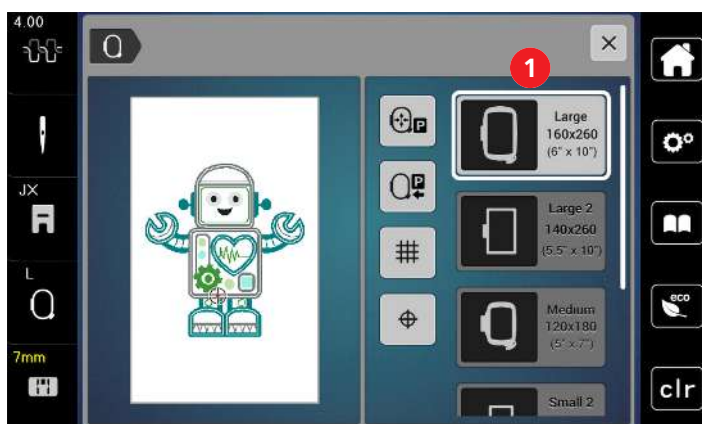 4.00
1
Large
160x260
(6" x 10")
P
P
JX
Large 2
140x260
(5.5" x 10")
L
Medium
120x180
(5" x 7")
eco
7mm
Small 2
clr